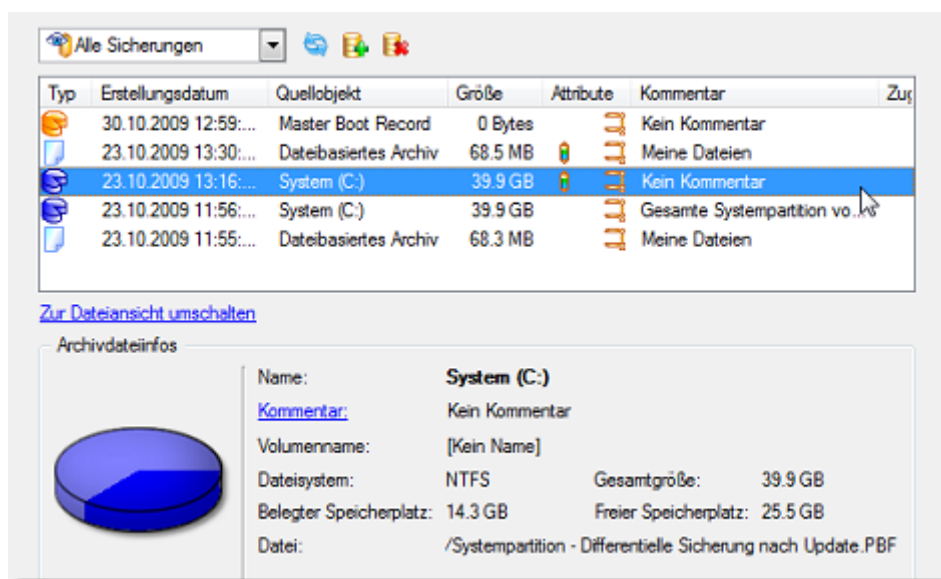 Alle Sicherungen
Typ Erstellungsdatum Quellobjekt Größe Attribute Kommentar
30.10.2009 12:59:... Master Boot Record 0 Bytes Kein Kommentar
23.10.2009 13:30:... Dateibasiertes Archiv 68.5 MB Meine Dateien
23.10.2009 13:16:... System (C:) 39.9 GB Kein Kommentar
23.10.2009 11:56:... System (C:) 39.9 GB Gesamte Systempartition vo...
23.10.2009 11:55:... Dateibasiertes Archiv 68.3 MB Meine Dateien
Zur Dateiansicht umschalten
Archivdateiinfos
Name: System (C:)
Kommentar: Kein Kommentar
Volumenname: [Kein Name]
Dateisystem: NTFS Gesamtgröße: 39.9 GB
Belegter Speicherplatz: 14.3 GB Freier Speicherplatz: 25.5 GB
Datei: /Systempartition - Differentielle Sicherung nach Update.PBF